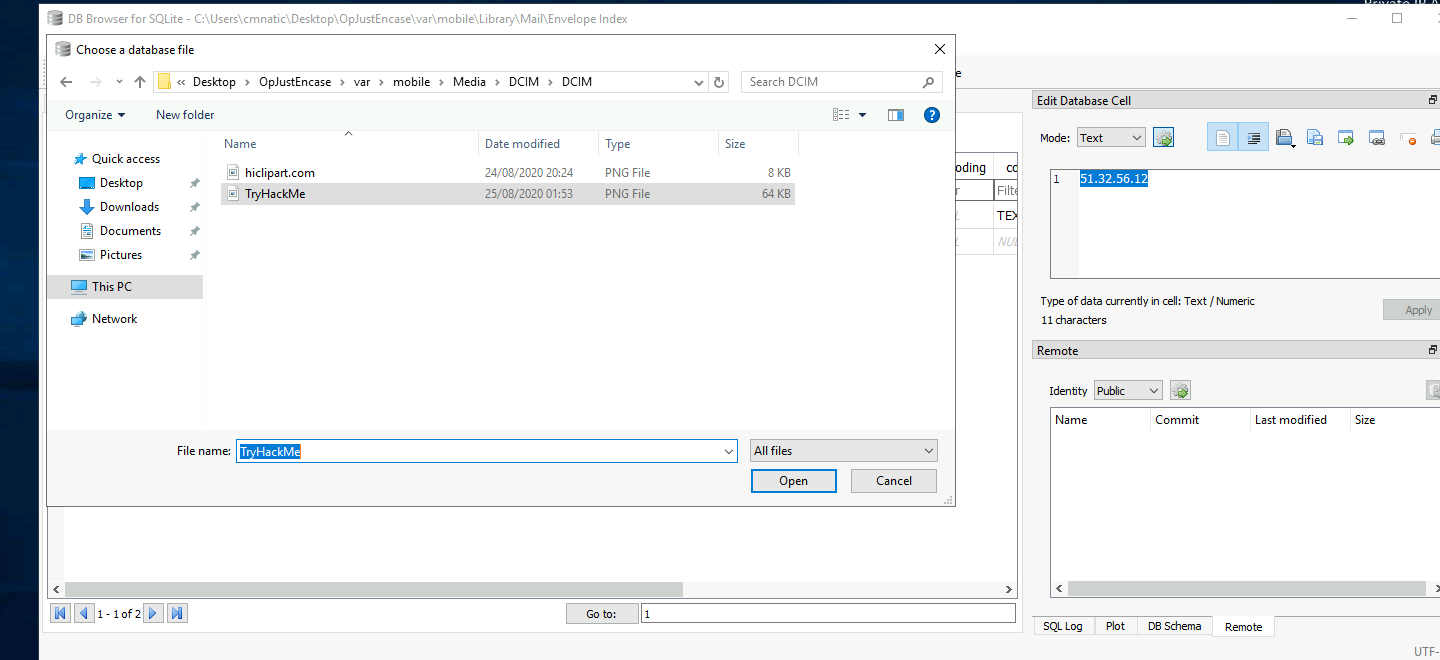 Private IP A
DB Browser for SQLite - C:\Users\cmnatic\Desktop\OpJustEncase\var\mobile\Library\Mail\Envelope Index
Choose a database file
« Desktop › OpJustEncase › var › mobile › Media › DCIM › DCIM
Search DCIM
Organize
New folder
Quick access
Desktop
Downloads
Documents
Pictures
This PC
Network
Name Date modified Type Size
hiclipart.com 24/08/2020 20:24 PNG File 8 KB
TryHackMe 25/08/2020 01:53 PNG File 64 KB
File name: TryHackMe
All files
Open
Cancel
e
oding co
r Filte
L TEX
L NUL
1 - 1 of 2
Go to: 1
Edit Database Cell
Mode: Text
1 51.32.56.12
Type of data currently in cell: Text / Numeric
11 characters
Apply
Remote
Identity Public
Name Commit Last modified Size
SQL Log Plot DB Schema Remote
UTF-